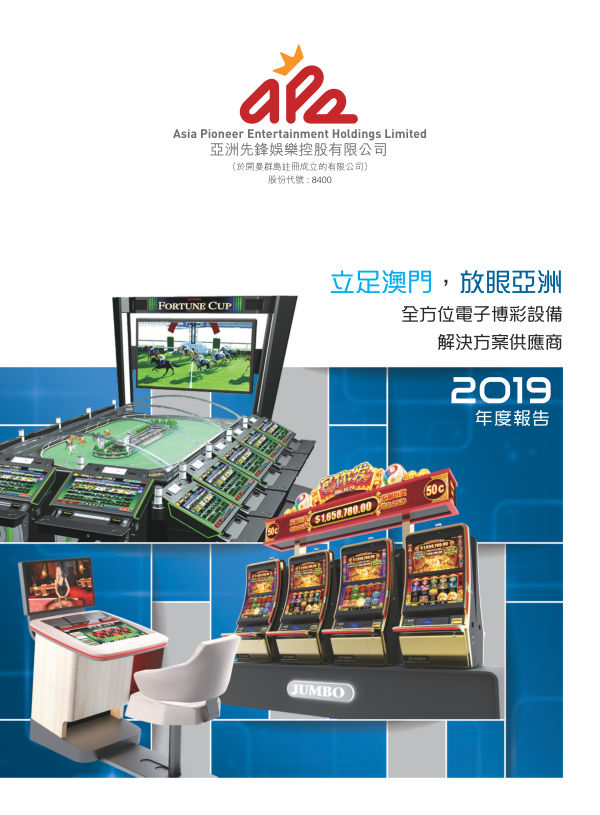 APE
Asia Pioneer Entertainment Holdings Limited
亞洲先鋒娛樂控股有限公司
（於開曼群島註冊成立的有限公司）
股份代號 : 8400
立足澳門，放眼亞洲
全方位電子博彩設備
解決方案供應商
2019
年度報告
FORTUNE CUP
50¢
$1,658,780.00
50¢
GRAND
JUMBO